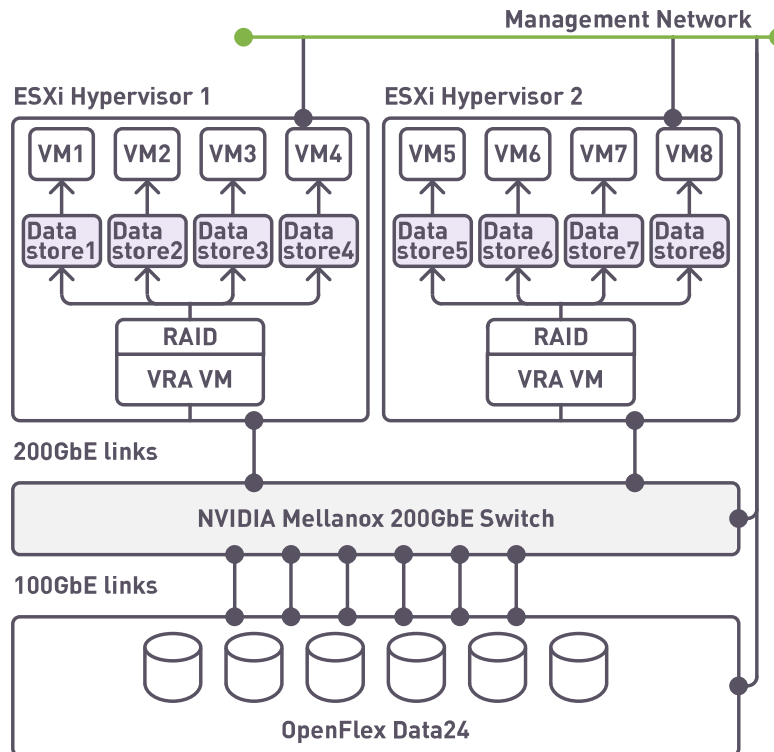 Management Network
ESXi Hypervisor 1
ESXi Hypervisor 2
VM1
VM2
VM3
VM4
VM5
VM6
VM7
VM8
Data
store1
Data
store2
Data
store3
Data
store4
Data
store5
Data
store6
Data
store7
Data
store8
RAID
VRA VM
RAID
VRA VM
200GbE links
NVIDIA Mellanox 200GbE Switch
100GbE links
OpenFlex Data24